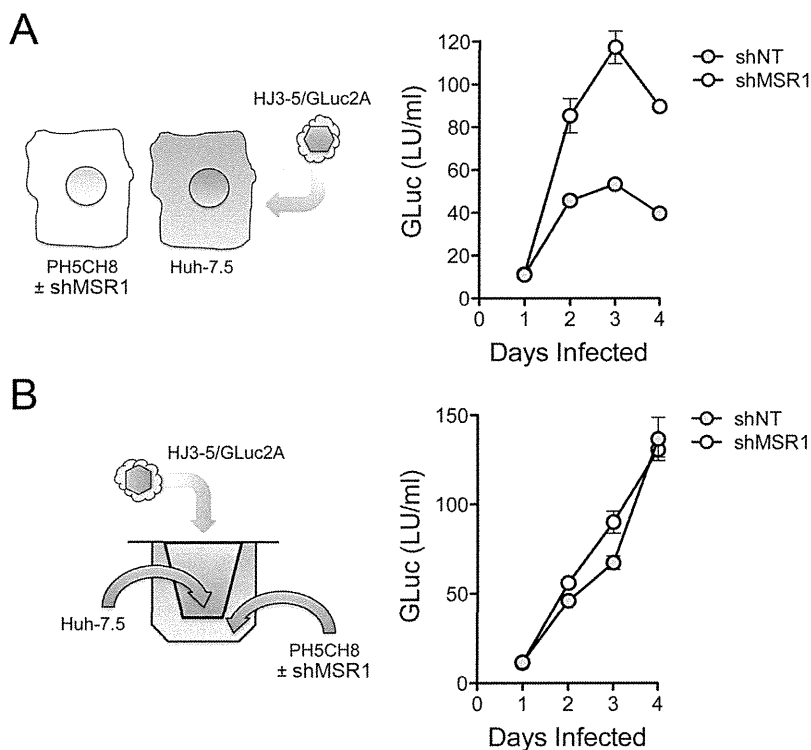 A
HJ3-5/GLuc2A
PH5CH8
± shMSR1
Huh-7.5
GLuc (LU/ml)
120
100
80
60
40
20
0
0 1 2 3 4
Days Infected
shNT
shMSR1
B
HJ3-5/GLuc2A
Huh-7.5
PH5CH8
± shMSR1
GLuc (LU/ml)
150
100
50
0
0 1 2 3 4
Days Infected
shNT
shMSR1